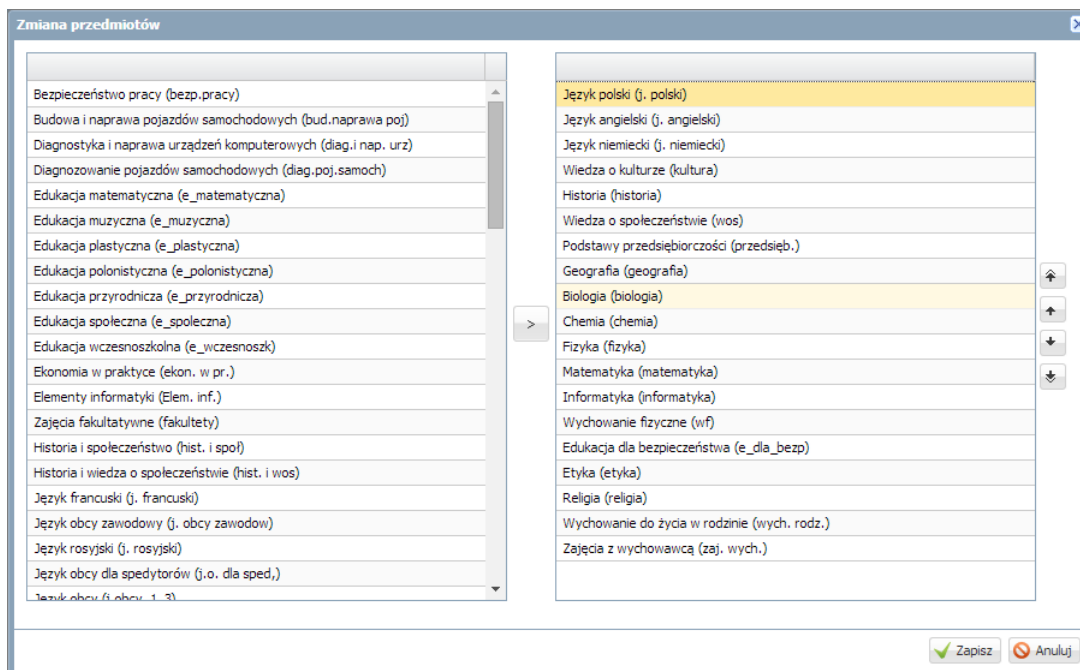 Zmiana przedmiotów
Bezpieczeństwo pracy (bezp.pracy)
Budowa i naprawa pojazdów samochodowych (bud.naprawa poj)
Diagnostyka i naprawa urządzeń komputerowych (diag.i nap. urz)
Diagnozowanie pojazdów samochodowych (diag.poj.samoch)
Edukacja matematyczna (e_matematyczna)
Edukacja muzyczna (e_muzyczna)
Edukacja plastyczna (e_plastyczna)
Edukacja polonistyczna (e_polonistyczna)
Edukacja przyrodnicza (e_przyrodnicza)
Edukacja społeczna (e_spoleczna)
Edukacja wczesnoszkolna (e_wczesnoszk)
Ekonomia w praktyce (ekon. w pr.)
Elementy informatyki (Elem. inf.)
Zajęcia fakultatywne (fakultety)
Historia i społeczeństwo (hist. i społ)
Historia i wiedza o społeczeństwie (hist. i wos)
Język francuski (j. francuski)
Język obcy zawodowy (j. obcy zawodow)
Język rosyjski (j. rosyjski)
Język obcy dla spedytorów (j.o. dla sped,)
Język obcy (j.obcy, 1, 3)
>
Język polski (j. polski)
Język angielski (j. angielski)
Język niemiecki (j. niemiecki)
Wiedza o kulturze (kultura)
Historia (historia)
Wiedza o społeczeństwie (wos)
Podstawy przedsiębiorczości (przedsięb.)
Geografia (geografia)
Biologia (biologia)
Chemia (chemia)
Fizyka (fizyka)
Matematyka (matematyka)
Informatyka (informatyka)
Wychowanie fizyczne (wf)
Edukacja dla bezpieczeństwa (e_dla_bezp)
Etyka (etyka)
Religia (religia)
Wychowanie do życia w rodzinie (wych. rodz.)
Zajęcia z wychowawcą (zaj. wych.)
Zapisz
Anuluj